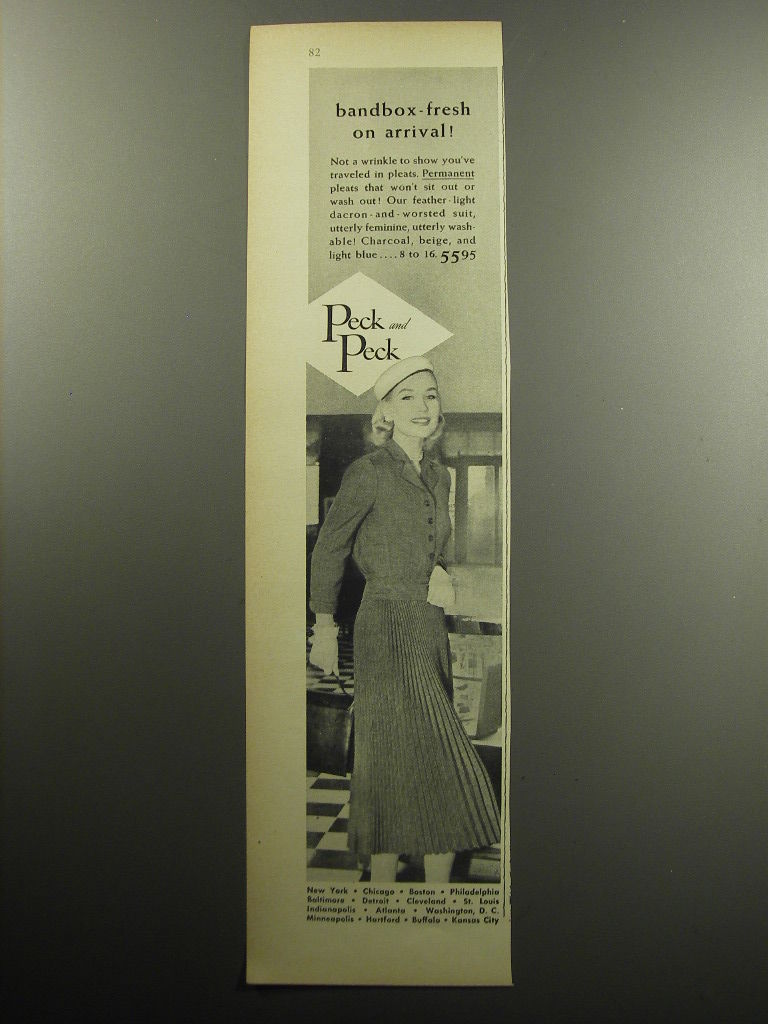 82
bandbox-fresh
on arrival!
Not a wrinkle to show you've
traveled in pleats. Permanent
pleats that won't sit out or
wash out! Our feather-light
dacron-and-worsted suit,
utterly feminine, utterly wash-
able! Charcoal, beige, and
light blue....8 to 16. 5595
Peck and
Peck
New York • Chicago • Boston • Philadelphia
Baltimore • Detroit • Cleveland • St. Louis
Indianapolis • Atlanta • Washington, D. C.
Minneapolis • Hartford • Buffalo • Kansas City